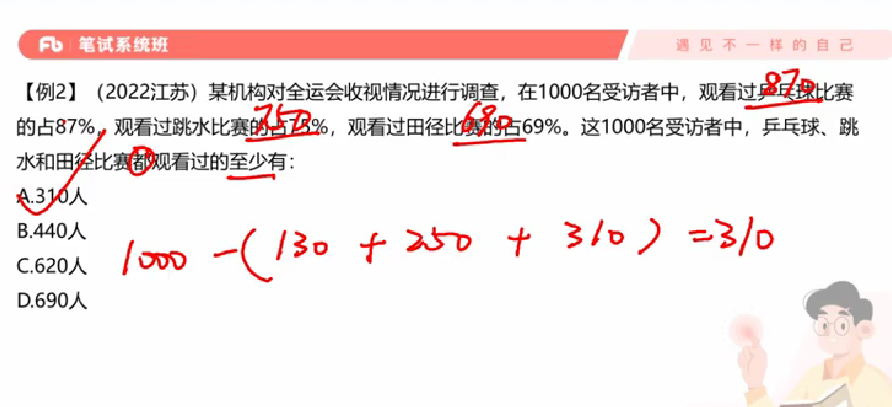 Fb 笔试系统班
遇见不一样的自己
【例2】（2022江苏）某机构对全运会收视情况进行调查，在1000名受访者中，观看过乒乓球比赛
870
的占87%，观看过跳水比赛的占75%，观看过田径比赛的占69%。这1000名受访者中，乒乓球、跳
750
690
水和田径比赛都观看过的至少有：
A.310人
B.440人
C.620人
D.690人
1000-(130+250+310)=310